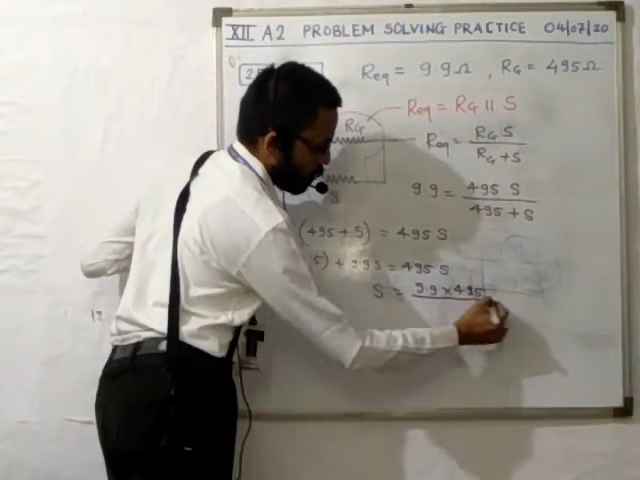 XII A2 PROBLEM SOLVING PRACTICE 04/07/20
Req = 9.9Ω , RG = 495Ω
RG
Req = RG || S
Req = RG S / RG + S
S
9.9 = 495 S / 495 + S
(495 + S) = 495 S
5) + 9.9 S = 495 S
S = 9.9 × 495